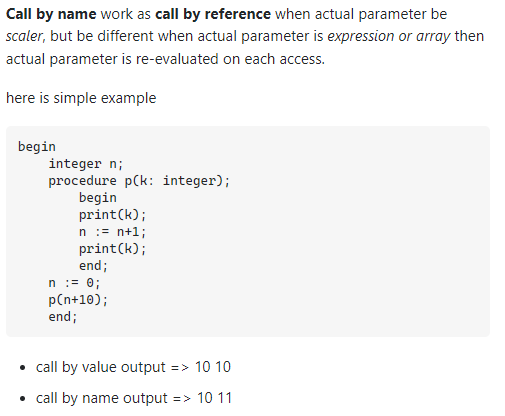 Call by name work as call by reference when actual parameter be
scaler, but be different when actual parameter is expression or array then
actual parameter is re-evaluated on each access.
here is simple example
begin
    integer n;
    procedure p(k: integer);
        begin
        print(k);
        n := n+1;
        print(k);
        end;
    n := 0;
    p(n+10);
    end;
• call by value output => 10 10
• call by name output => 10 11